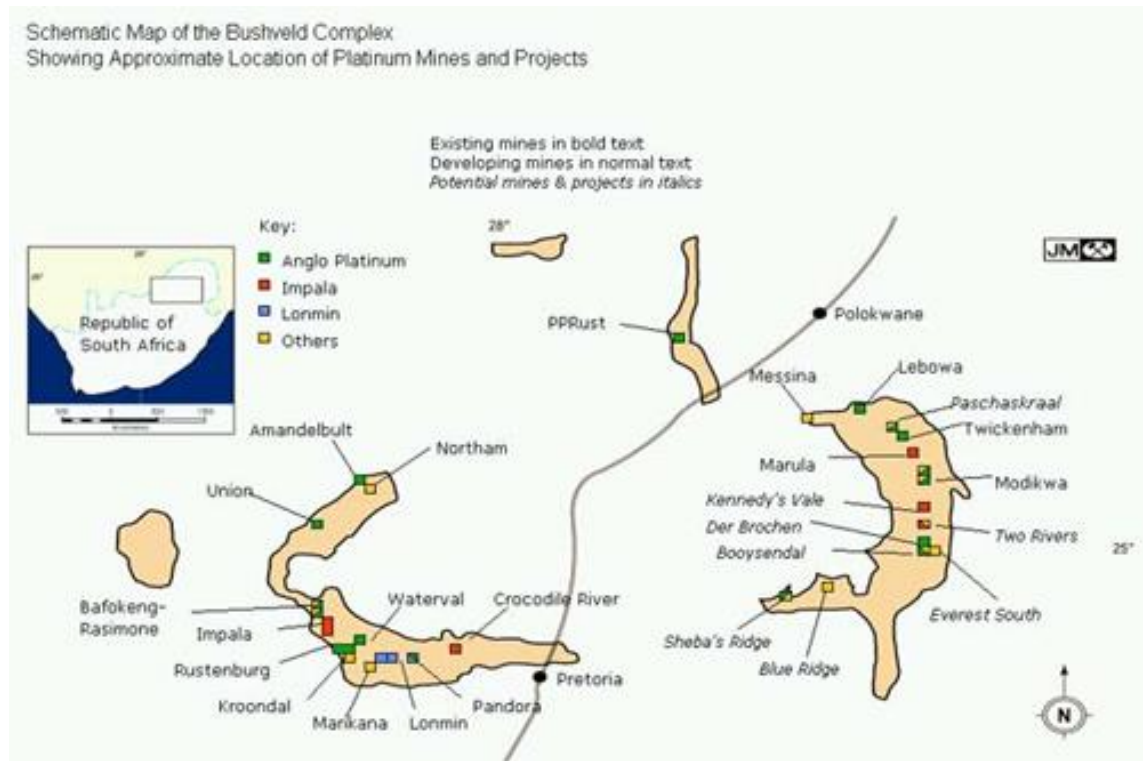 Schematic Map of the Bushveld Complex
Showing Approximate Location of Platinum Mines and Projects
Existing mines in bold text
Developing mines in normal text
Potential mines & projects in italics
Key:
Anglo Platinum
Impala
Lonmin
Others
28°
JM
Republic of
South Africa
PPRust
Polokwane
Messina
Lebowa
Paschaskraal
Twickenham
Amandelbult
Northam
Marula
Modikwa
Union
Kennedy's Vale
Der Brochen
Two Rivers
Booysendal
25°
Bafokeng-
Rasimone
Waterval
Crocodile River
Everest South
Impala
Sheba's Ridge
Rustenburg
Blue Ridge
Pretoria
Kroondal
Marikana
Lonmin
Pandora
N